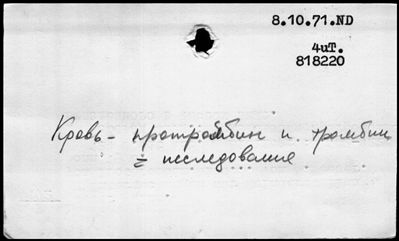 8.10.71.ND
4иТ.
818220
Кровь - протромбин и тромбин
= исследование